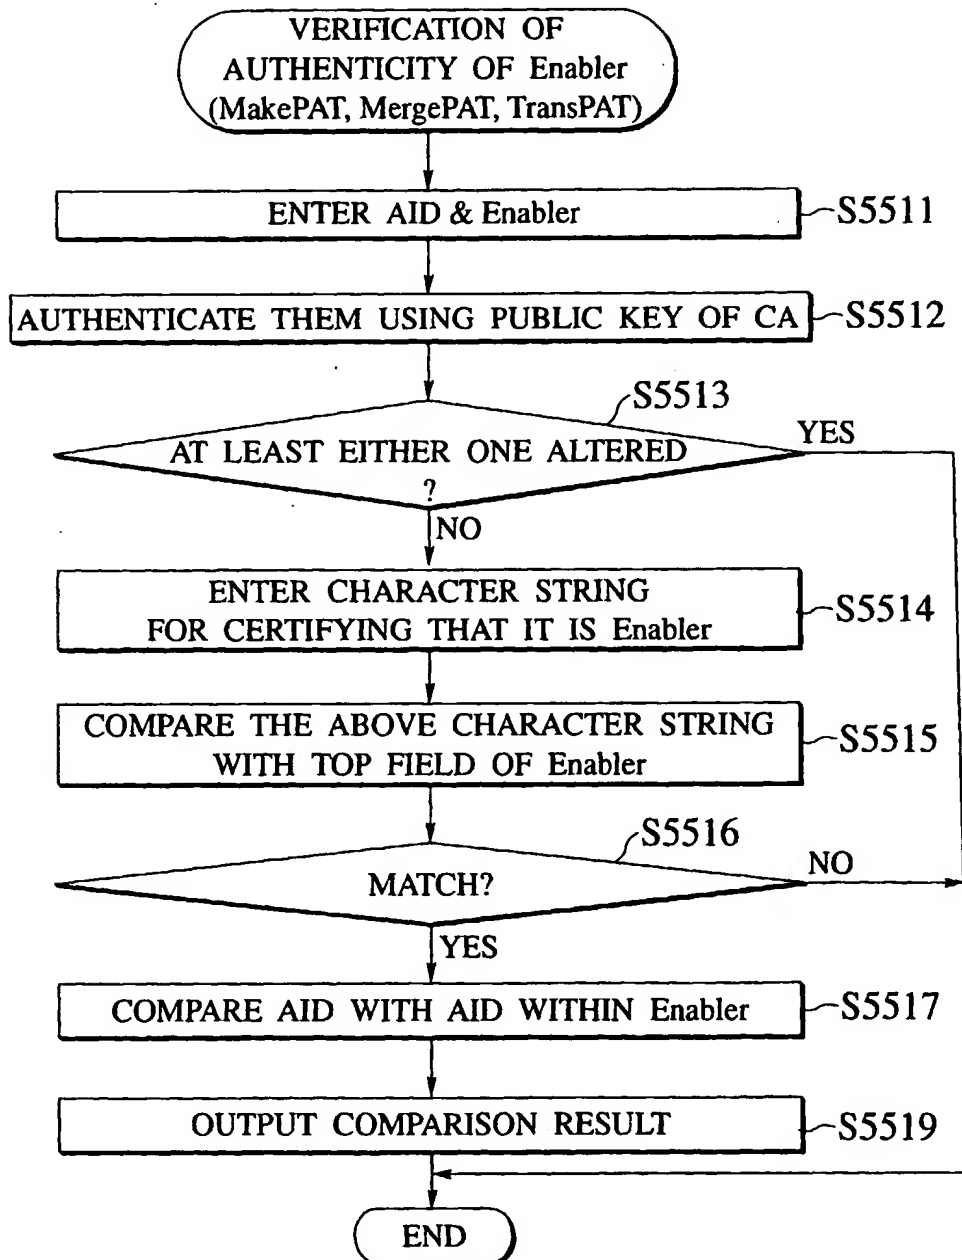 VERIFICATION OF
AUTHENTICITY OF Enabler
(MakePAT, MergePAT, TransPAT)
ENTER AID & Enabler
S5511
AUTHENTICATE THEM USING PUBLIC KEY OF CA
S5512
S5513
AT LEAST EITHER ONE ALTERED
?
YES
NO
ENTER CHARACTER STRING
FOR CERTIFYING THAT IT IS Enabler
S5514
COMPARE THE ABOVE CHARACTER STRING
WITH TOP FIELD OF Enabler
S5515
S5516
MATCH?
NO
YES
COMPARE AID WITH AID WITHIN Enabler
S5517
OUTPUT COMPARISON RESULT
S5519
END